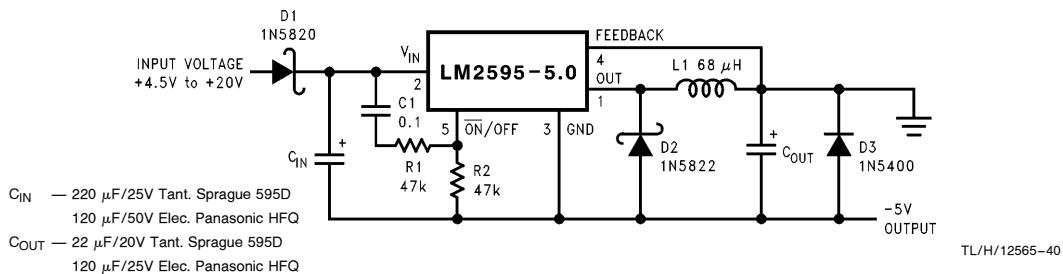 D1
1N5820
INPUT VOLTAGE
+4.5V to +20V
V_IN
2
LM2595-5.0
FEEDBACK
4
OUT
1
L1 68 μH
C1
0.1
5
O̅N̅/OFF
3
GND
R1
47k
R2
47k
C_IN
+
D2
1N5822
+
C_OUT
D3
1N5400
-5V
OUTPUT
C_IN — 220 μF/25V Tant. Sprague 595D
120 μF/50V Elec. Panasonic HFQ
C_OUT — 22 μF/20V Tant. Sprague 595D
120 μF/25V Elec. Panasonic HFQ
TL/H/12565-40